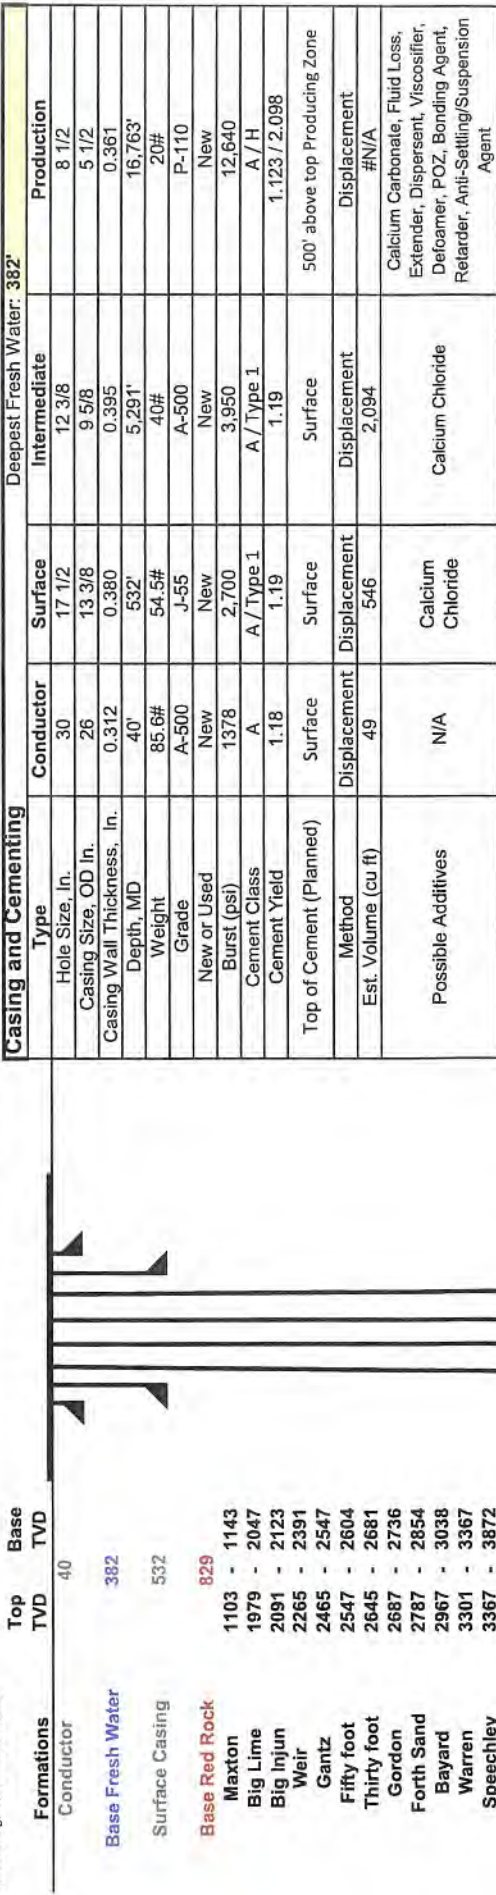 Top Base
Formations TVD TVD
Conductor 40
Base Fresh Water 382
Surface Casing 532
Base Red Rock 829
Maxton 1103 - 1143
Big Lime 1979 - 2047
Big Injun 2091 - 2123
Weir 2265 - 2391
Gantz 2465 - 2547
Fifty foot 2547 - 2604
Thirty foot 2645 - 2681
Gordon 2687 - 2736
Forth Sand 2787 - 2854
Bayard 2967 - 3038
Warren 3301 - 3367
Speechley 3367 - 3872
Casing and Cementing Deepest Fresh Water: 382'
Type Conductor Surface Intermediate Production
Hole Size, In. 30 17 1/2 12 3/8 8 1/2
Casing Size, OD In. 26 13 3/8 9 5/8 5 1/2
Casing Wall Thickness, In. 0.312 0.380 0.395 0.361
Depth, MD 40' 532' 5,291' 16,763'
Weight 85.6# 54.5# 40# 20#
Grade A-500 J-55 A-500 P-110
New or Used New New New New
Burst (psi) 1378 2,700 3,950 12,640
Cement Class A A / Type 1 A / Type 1 A / H
Cement Yield 1.18 1.19 1.19 1.123 / 2.098
Top of Cement (Planned) Surface Surface Surface 500' above top Producing Zone
Method Displacement Displacement Displacement Displacement
Est. Volume (cu ft) 49 546 2,094 #N/A
Possible Additives N/A Calcium Chloride Calcium Chloride Calcium Carbonate, Fluid Loss,
Extender, Dispersent, Viscosifier,
Defoamer, POZ, Bonding Agent,
Retarder, Anti-Settling/Suspension
Agent